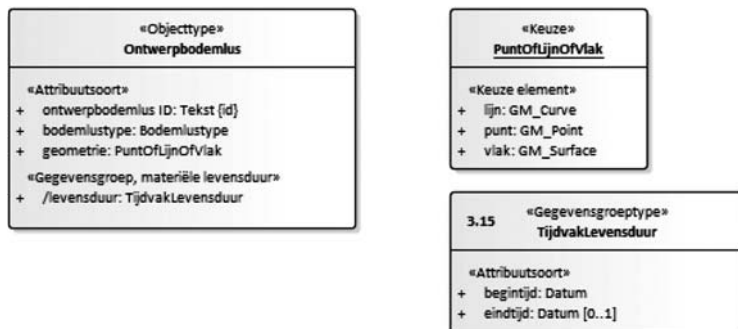 «Objecttype»
Ontwerpbodemlus
«Attribuutsoort»
+ ontwerpbodemlus ID: Tekst {id}
+ bodemlustype: Bodemlustype
+ geometrie: PuntOfLijnOfVlak
«Gegevensgroep, materiële levensduur»
+ /levensduur: TijdvakLevensduur
«Keuze»
PuntOfLijnOfVlak
«Keuze element»
+ lijn: GM_Curve
+ punt: GM_Point
+ vlak: GM_Surface
3.15 «Gegevensgroeptype»
TijdvakLevensduur
«Attribuutsoort»
+ begintijd: Datum
+ eindtijd: Datum [0..1]